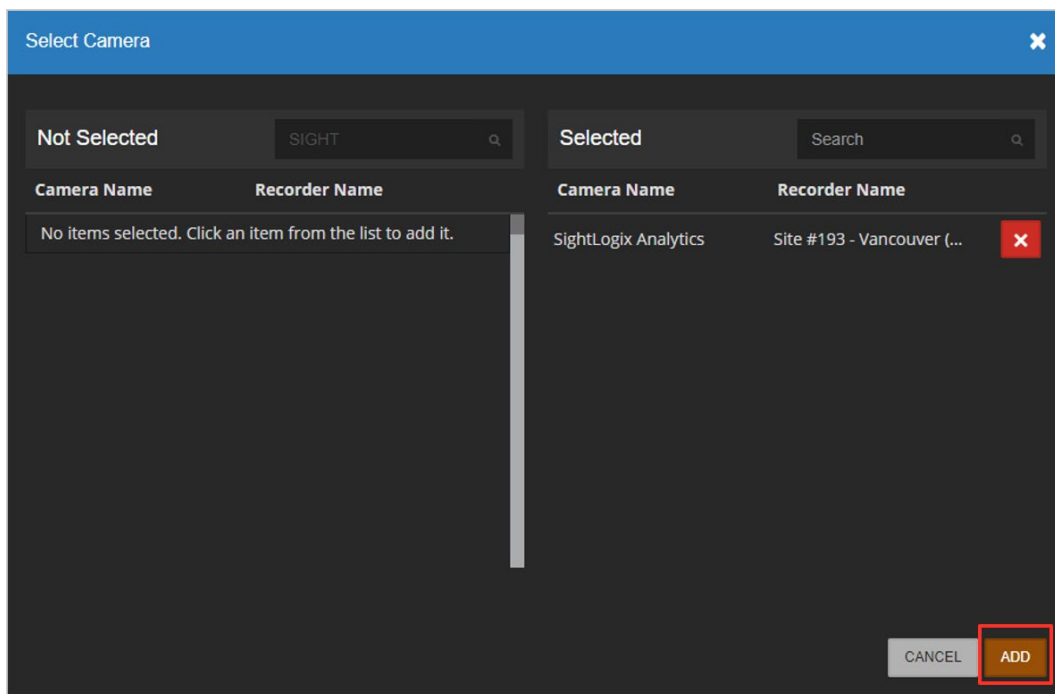 Select Camera
Not Selected
SIGHT
Selected
Search
Camera Name Recorder Name
Camera Name Recorder Name
No items selected. Click an item from the list to add it.
SightLogix Analytics Site #193 - Vancouver (...
CANCEL ADD